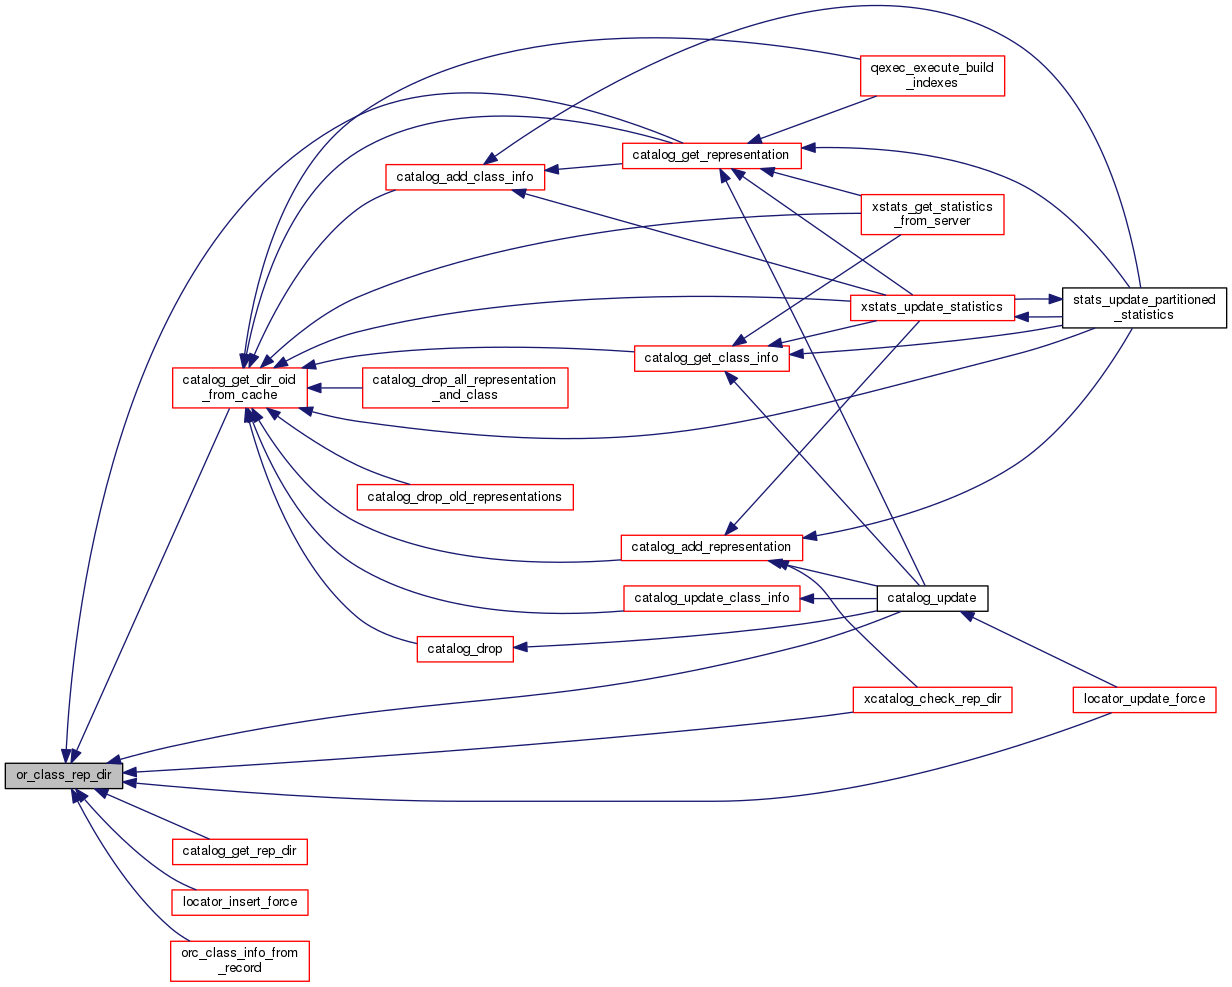 qexec_execute_build
_indexes
catalog_get_representation
catalog_add_class_info
xstats_get_statistics
_from_server
xstats_update_statistics
stats_update_partitioned
_statistics
catalog_get_class_info
catalog_get_dir_oid
_from_cache
catalog_drop_all_representation
_and_class
catalog_drop_old_representations
catalog_add_representation
catalog_update_class_info
catalog_update
catalog_drop
xcatalog_check_rep_dir
locator_update_force
or_class_rep_dir
catalog_get_rep_dir
locator_insert_force
orc_class_info_from
_record